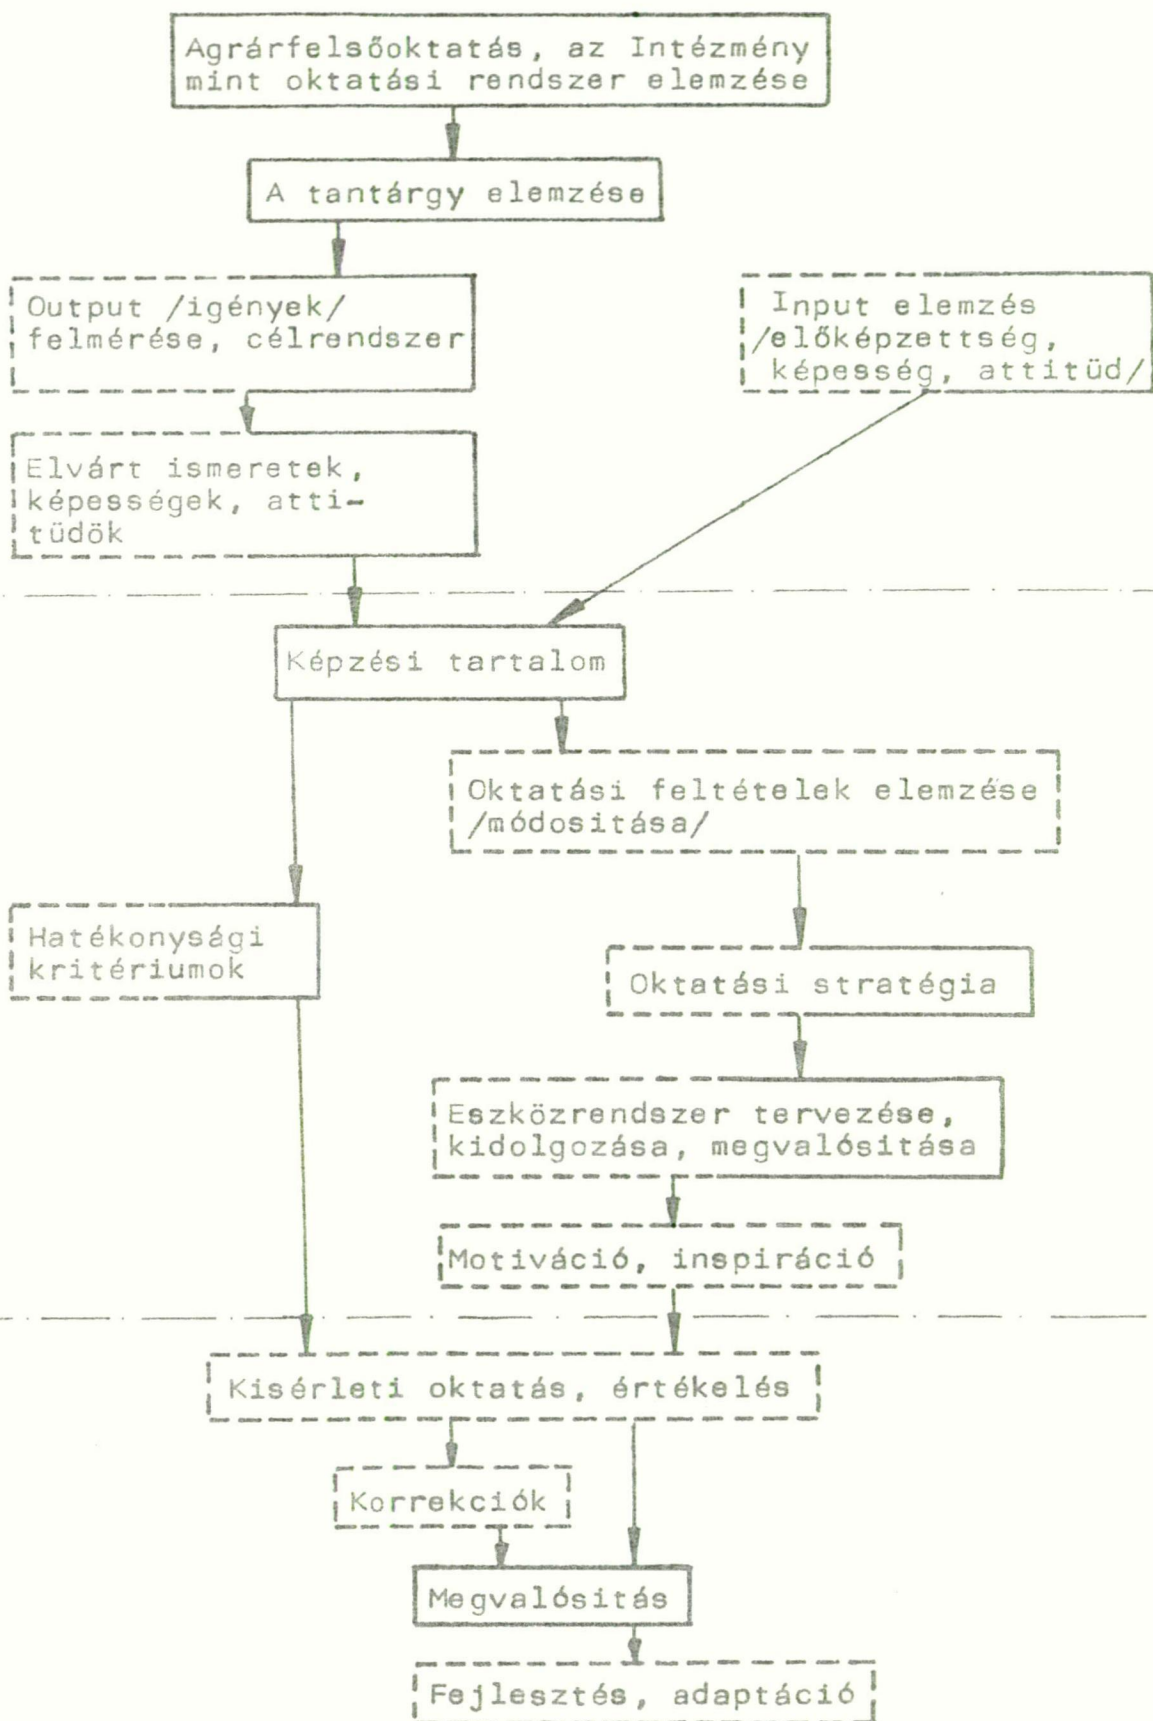 Agrárfelsőoktatás, az Intézmény
mint oktatási rendszer elemzése
A tantárgy elemzése
Output /igények/
felmérése, célrendszer
Input elemzés
/előképzettség,
képesség, attitüd/
Elvárt ismeretek,
képességek, atti-
tüdök
Képzési tartalom
Oktatási feltételek elemzése
/módositása/
Hatékonysági
kritériumok
Oktatási stratégia
Eszközrendszer tervezése,
kidolgozása, megvalósitása
Motiváció, inspiráció
Kisérleti oktatás, értékelés
Korrekciók
Megvalósitás
Fejlesztés, adaptáció